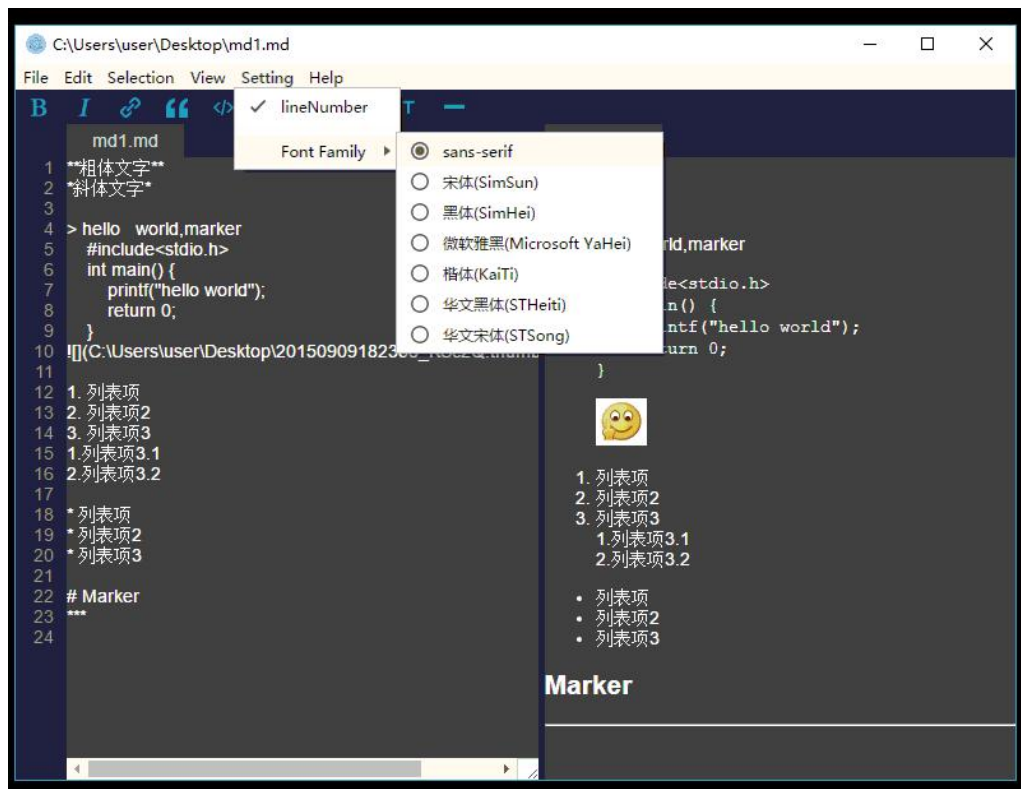 C:\Users\user\Desktop\md1.md
File Edit Selection View Setting Help
B I </> T
lineNumber
Font Family
sans-serif
宋体(SimSun)
黑体(SimHei)
微软雅黑(Microsoft YaHei)
楷体(KaiTi)
华文黑体(STHeiti)
华文宋体(STSong)
md1.md
1 **粗体文字**
2 *斜体文字*
3
4 > hello world,marker
5 #include<stdio.h>
6 int main() {
7 printf("hello world");
8 return 0;
9 }
10 ![](C:\Users\user\Desktop\20150909182
11
12 1. 列表项
13 2. 列表项2
14 3. 列表项3
15 1.列表项3.1
16 2.列表项3.2
17
18 * 列表项
19 * 列表项2
20 * 列表项3
21
22 # Marker
23 ***
24
rld,marker
e<stdio.h>
n() {
ntf("hello world");
urn 0;
}
1. 列表项
2. 列表项2
3. 列表项3
1.列表项3.1
2.列表项3.2
• 列表项
• 列表项2
• 列表项3
Marker